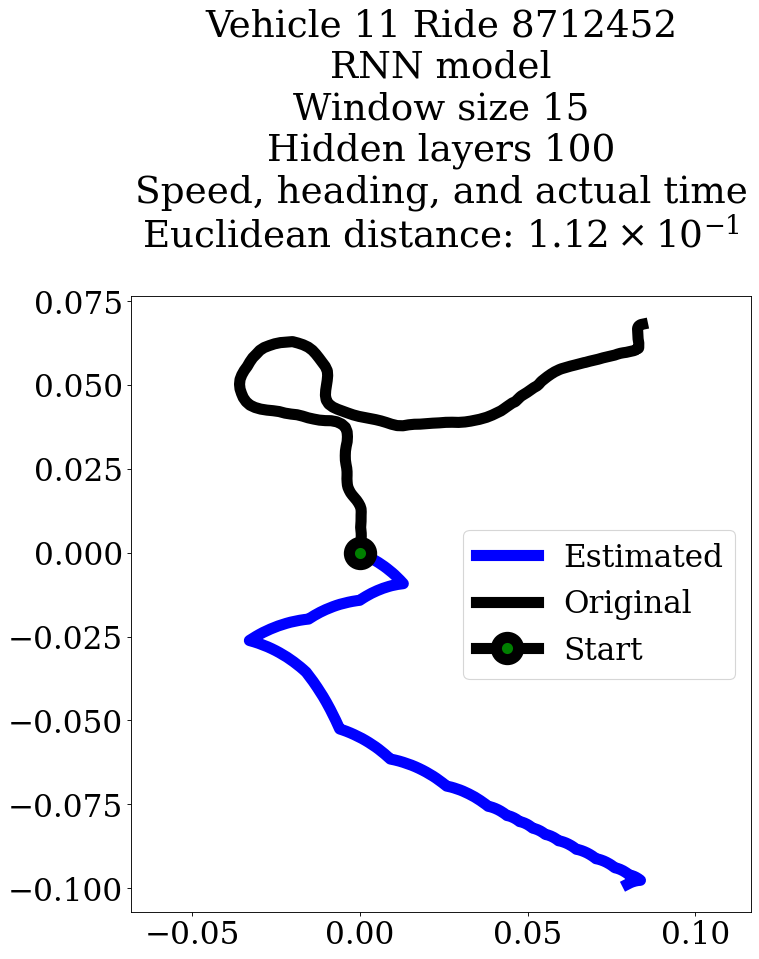 Vehicle 11 Ride 8712452
RNN model
Window size 15
Hidden layers 100
Speed, heading, and actual time
Euclidean distance: 1.12 × 10⁻¹
0.075
0.050
0.025
0.000
−0.025
−0.050
−0.075
−0.100
Estimated
Original
Start
−0.05
0.00
0.05
0.10